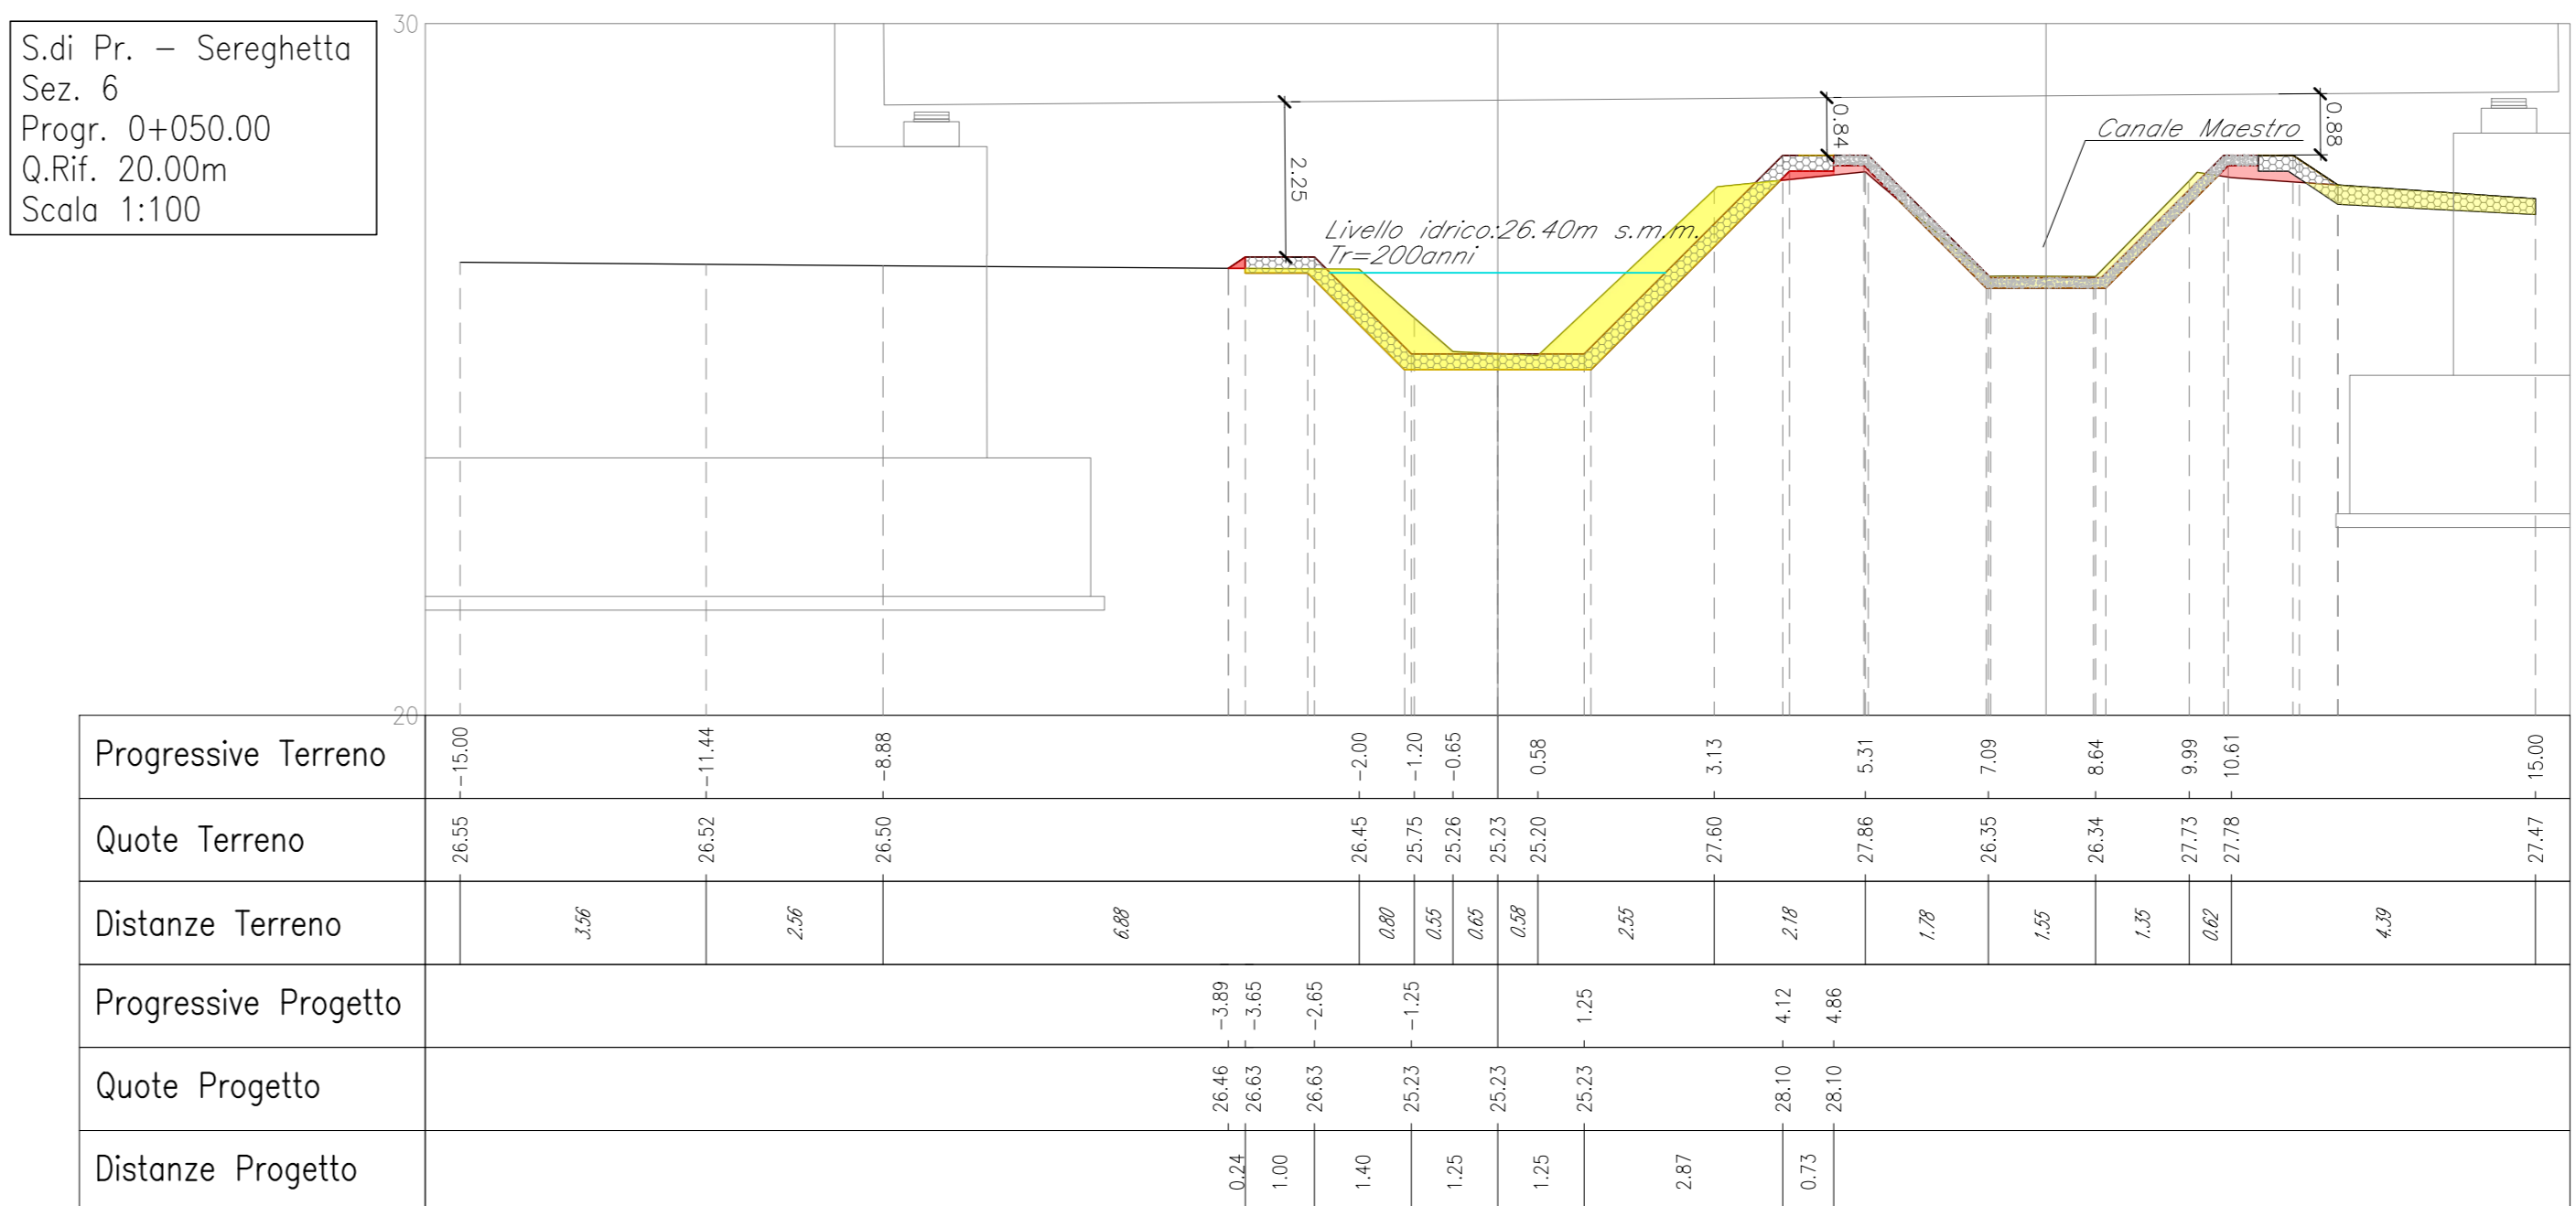 S.di Pr. – Sereghetta
Sez. 6
Progr. 0+050.00
Q.Rif. 20.00m
Scala 1:100
30
2.25
0.84
0.88
Canale Maestro
Livello idrico:26.40m s.m.m.
Tr=200anni
20
Progressive Terreno -15.00 -11.44 -8.88 -2.00 -1.20 -0.65 0.58 3.13 5.31 7.09 8.64 9.99 10.61 15.00
Quote Terreno 26.55 26.52 26.50 26.45 25.75 25.26 25.23 25.20 27.60 27.86 26.35 26.34 27.73 27.78 27.47
Distanze Terreno 3.56 2.56 6.88 0.80 0.55 0.65 0.58 2.55 2.18 1.78 1.55 1.35 0.62 4.39
Progressive Progetto -3.89 -3.65 -2.65 -1.25 1.25 4.12 4.86
Quote Progetto 26.46 26.63 26.63 25.23 25.23 25.23 28.10 28.10
Distanze Progetto 0.24 1.00 1.40 1.25 1.25 2.87 0.73